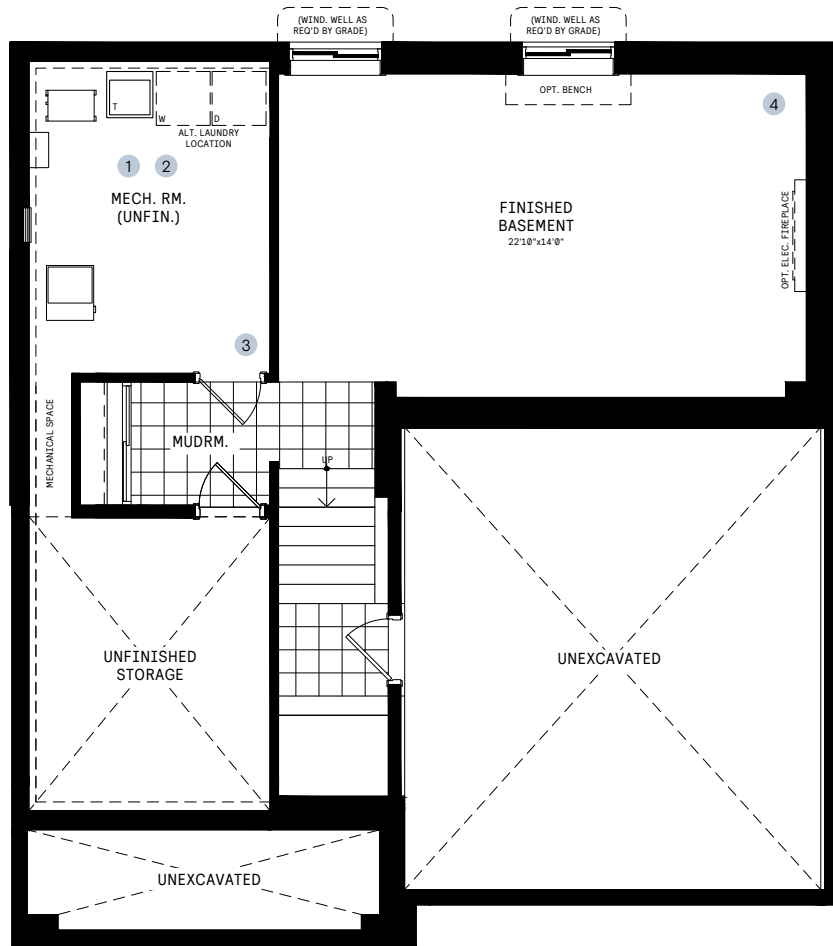 (WIND. WELL AS
REQ'D BY GRADE)
(WIND. WELL AS
REQ'D BY GRADE)
T
W
D
ALT. LAUNDRY
LOCATION
OPT. BENCH
4
1
2
MECH. RM.
(UNFIN.)
FINISHED
BASEMENT
22'10"x14'0"
OPT. ELEC. FIREPLACE
3
MECHANICAL SPACE
MUDRM.
UP
UNFINISHED
STORAGE
UNEXCAVATED
UNEXCAVATED